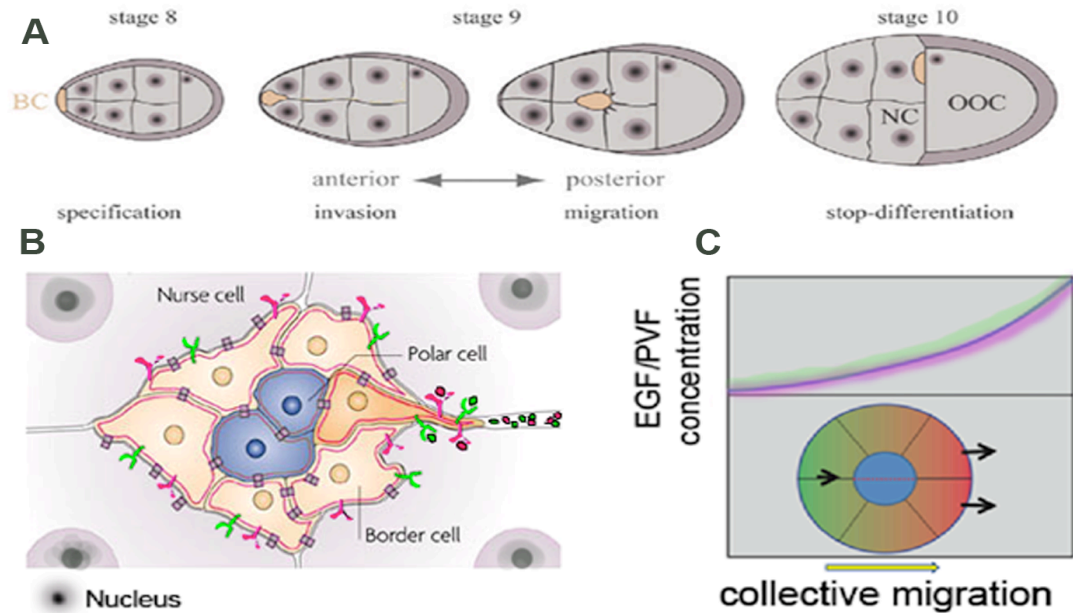 A
stage 8
stage 9
stage 10
BC
NC
OOC
anterior
posterior
specification
invasion
migration
stop-differentiation
B
Nurse cell
Polar cell
Border cell
Nucleus
C
EGF/PVF
concentration
collective migration